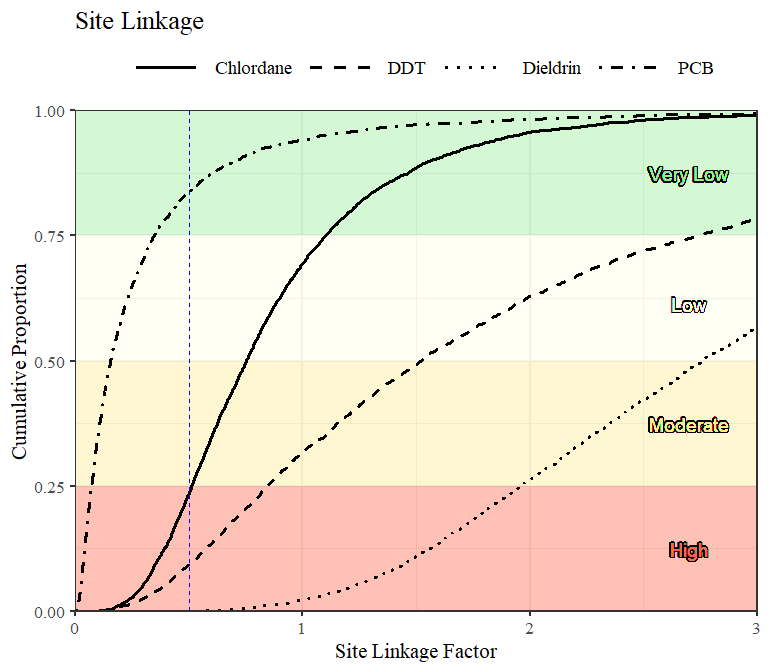 Site Linkage
Chlordane DDT Dieldrin PCB
1.00
Very Low
0.75
Low
0.50
Moderate
0.25
High
0.00
0 1 2 3
Site Linkage Factor
Cumulative Proportion